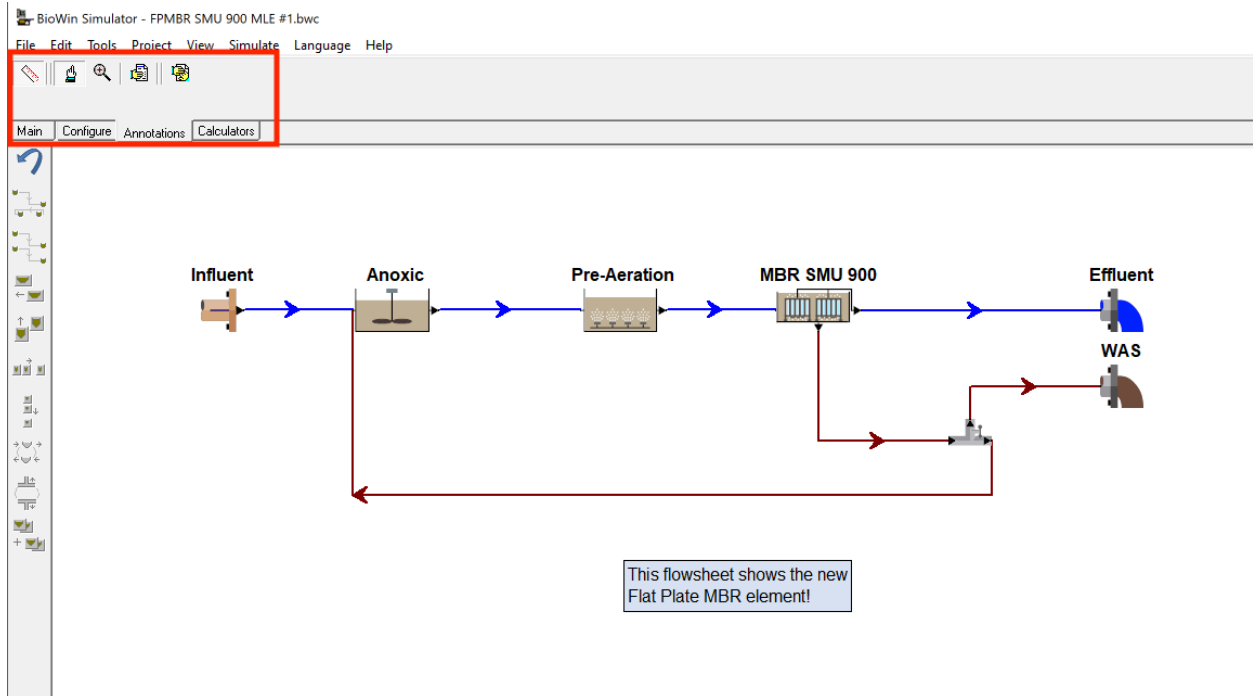 BioWin Simulator - FPMBR SMU 900 MLE #1.bwc
File Edit Tools Project View Simulate Language Help
Main Configure Annotations Calculators
Influent Anoxic Pre-Aeration MBR SMU 900 Effluent
WAS
This flowsheet shows the new
Flat Plate MBR element!